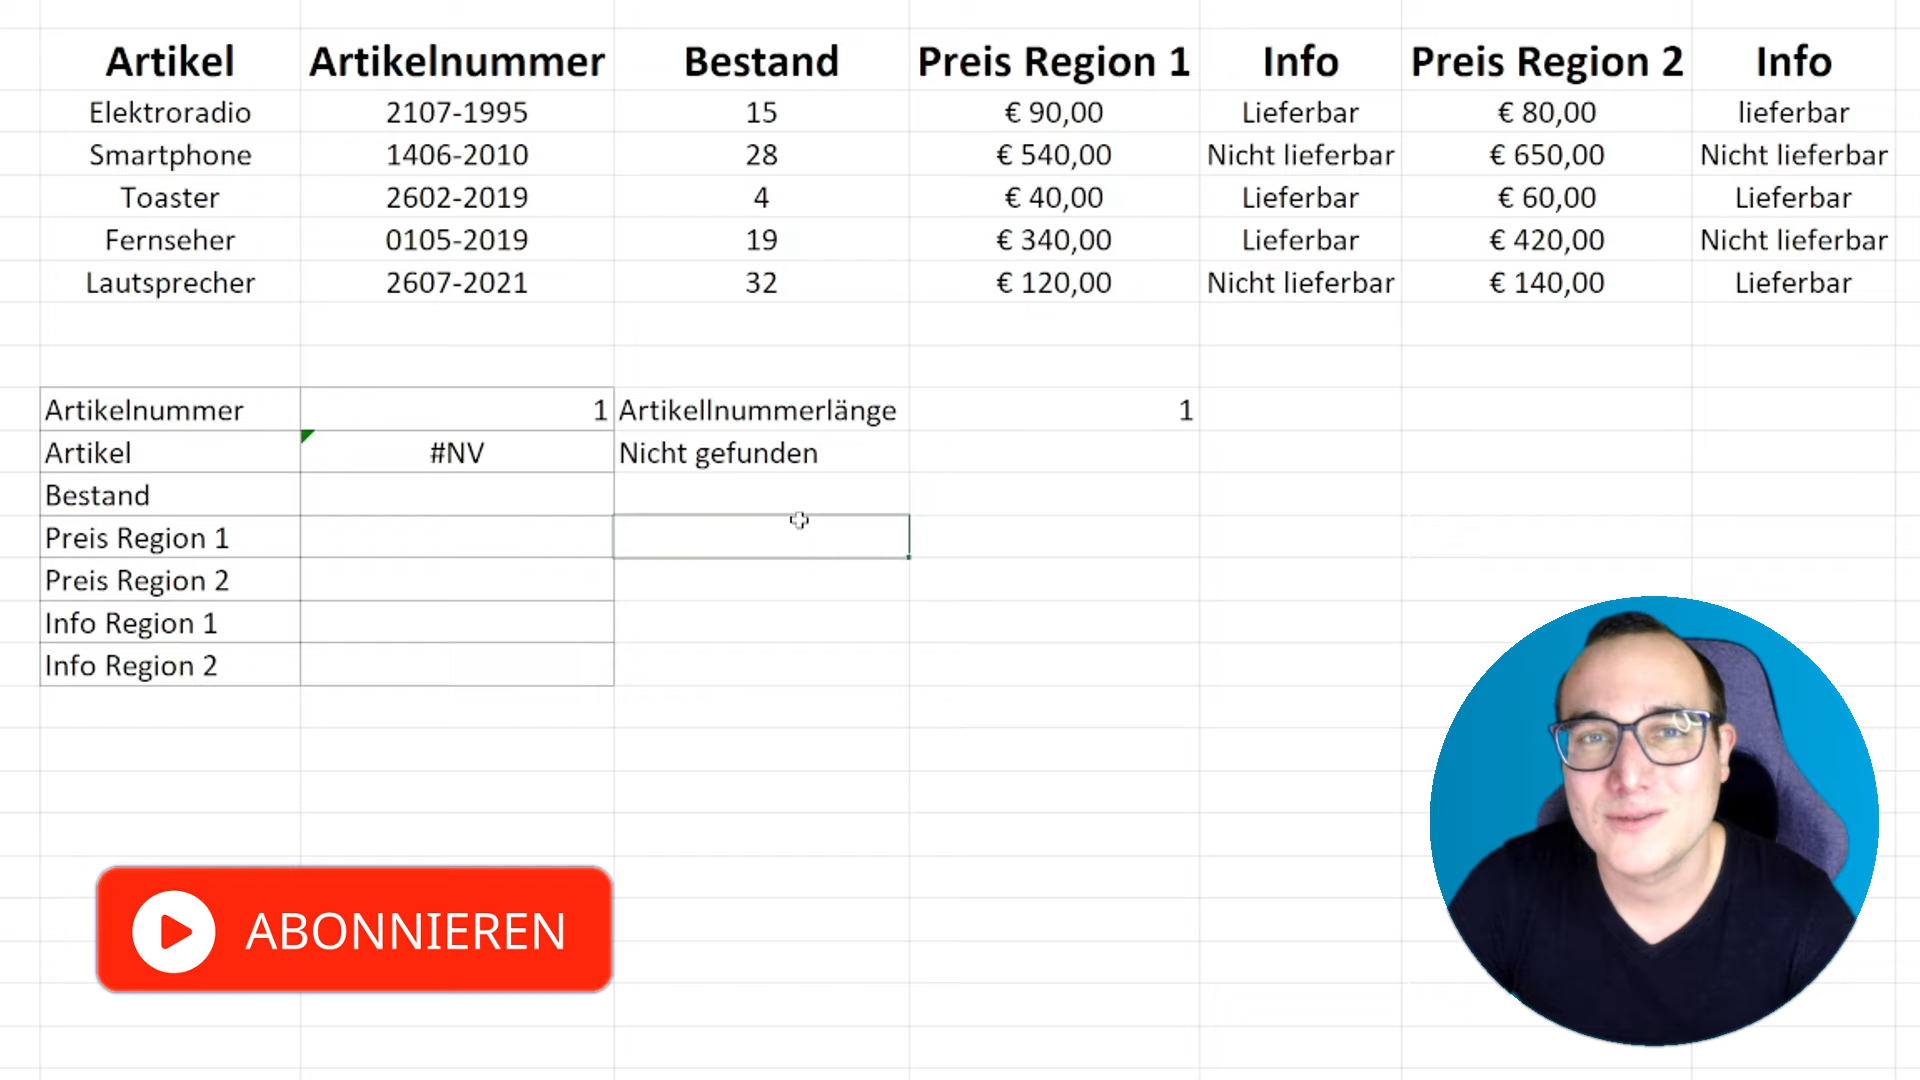 Artikel Artikelnummer Bestand Preis Region 1 Info Preis Region 2 Info
Elektroradio 2107-1995 15 € 90,00 Lieferbar € 80,00 lieferbar
Smartphone 1406-2010 28 € 540,00 Nicht lieferbar € 650,00 Nicht lieferbar
Toaster 2602-2019 4 € 40,00 Lieferbar € 60,00 Lieferbar
Fernseher 0105-2019 19 € 340,00 Lieferbar € 420,00 Nicht lieferbar
Lautsprecher 2607-2021 32 € 120,00 Nicht lieferbar € 140,00 Lieferbar
Artikelnummer 1 Artikellnummerlänge 1
Artikel #NV Nicht gefunden
Bestand
Preis Region 1
Preis Region 2
Info Region 1
Info Region 2
ABONNIEREN